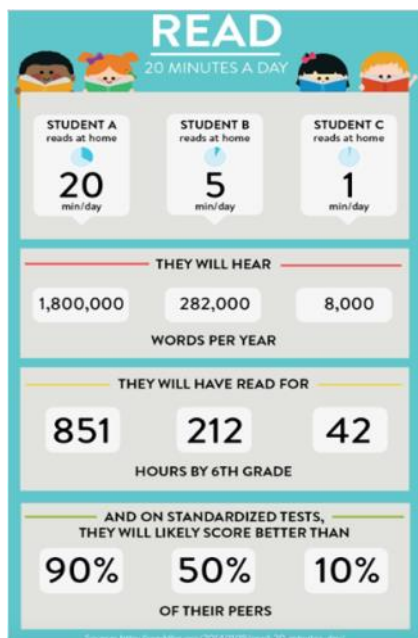 READ
20 MINUTES A DAY
STUDENT A
reads at home
20
min/day
STUDENT B
reads at home
5
min/day
STUDENT C
reads at home
1
min/day
THEY WILL HEAR
1,800,000 282,000 8,000
WORDS PER YEAR
THEY WILL HAVE READ FOR
851 212 42
HOURS BY 6TH GRADE
AND ON STANDARDIZED TESTS,
THEY WILL LIKELY SCORE BETTER THAN
90% 50% 10%
OF THEIR PEERS